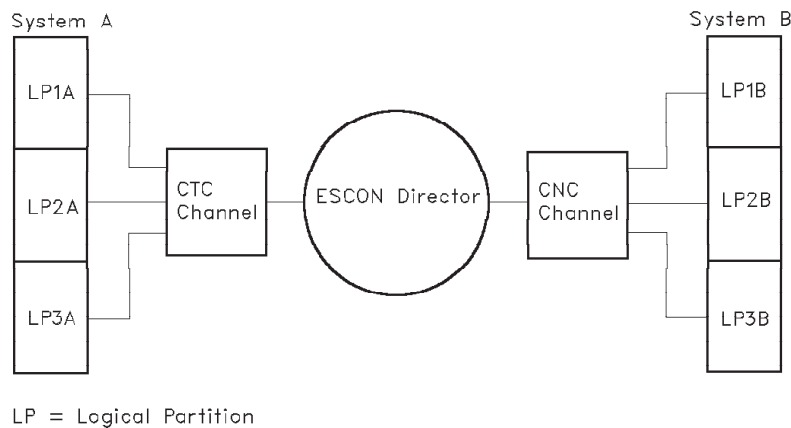 System A
System B
LP1A
LP2A
LP3A
CTC
Channel
ESCON Director
CNC
Channel
LP1B
LP2B
LP3B
LP = Logical Partition